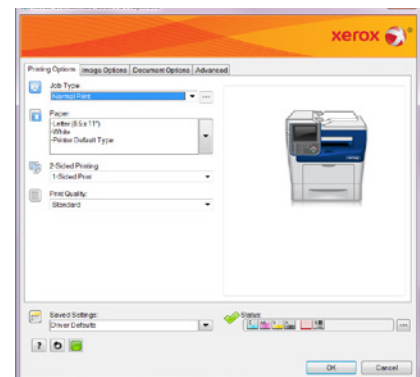 xerox
Printing Options Image Options Document Options Advanced
Job Type
Normal Print
Paper
-Letter (8.5 x 11")
-White
-Printer Default Type
2-Sided Printing
1-Sided Print
Print Quality:
Standard
Saved Settings:
Driver Defaults
Status:
?
OK Cancel